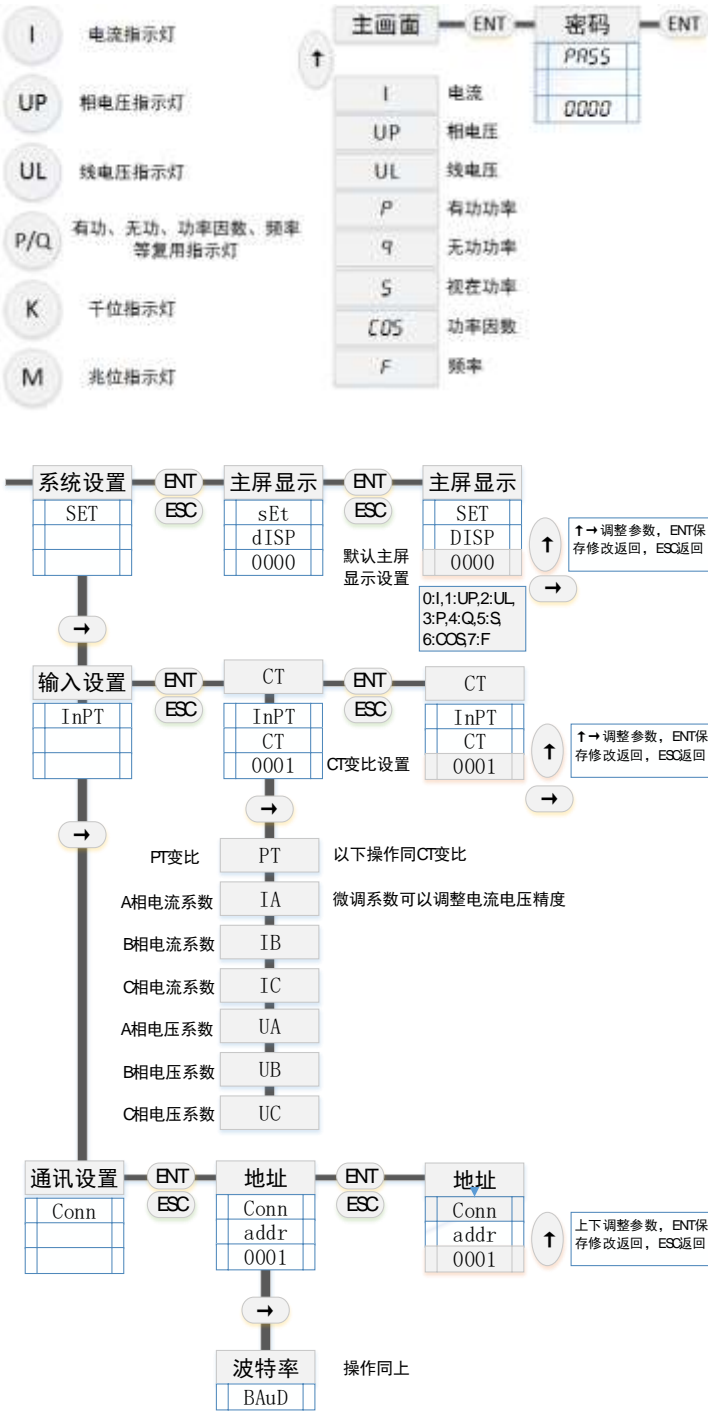 I 电流指示灯
UP 相电压指示灯
UL 线电压指示灯
P/Q 有功、无功、功率因数、频率
等复用指示灯
K 千位指示灯
M 兆位指示灯
主画面 ENT 密码 ENT
↑
PASS
0000
I 电流
UP 相电压
UL 线电压
P 有功功率
q 无功功率
S 视在功率
COS 功率因数
F 频率
系统设置 ENT 主屏显示 ENT 主屏显示
SET ESC sEt ESC SET
dISP DISP
0000 0000
默认主屏
显示设置
↑
→
↑→调整参数，ENT保
存修改返回，ESC返回
0:I,1:UP,2:UL,
3:P,4:Q,5:S,
6:COS,7:F
→
输入设置 ENT CT ENT CT
InPT ESC InPT ESC InPT
CT CT
0001 CT变比设置 0001
↑
→
↑→调整参数，ENT保
存修改返回，ESC返回
→
→
PT变比 PT 以下操作同CT变比
A相电流系数 IA 微调系数可以调整电流电压精度
B相电流系数 IB
C相电流系数 IC
A相电压系数 UA
B相电压系数 UB
C相电压系数 UC
通讯设置 ENT 地址 ENT 地址
Conn ESC Conn ESC Conn
addr addr
0001 0001
↑
上下调整参数，ENT保
存修改返回，ESC返回
→
波特率 操作同上
BAuD